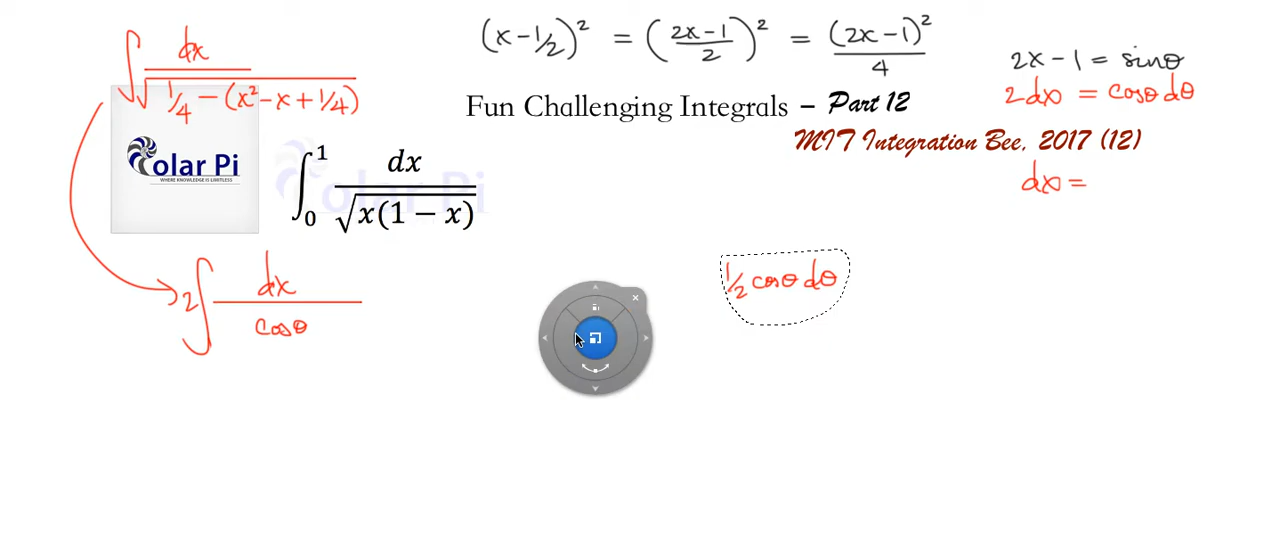 ∫ dx / √(1/4 − (x² − x + 1/4))
(x − 1/2)² = ((2x − 1)/2)² = (2x − 1)²/4
2x − 1 = sinθ
2dx = cosθ dθ
Fun Challenging Integrals – Part 12
MIT Integration Bee, 2017 (12)
dx =
olar Pi
WHERE KNOWLEDGE IS LIMITLESS
∫₀¹ dx / √(x(1 − x))
2∫ dx / cosθ
1/2 cosθ dθ